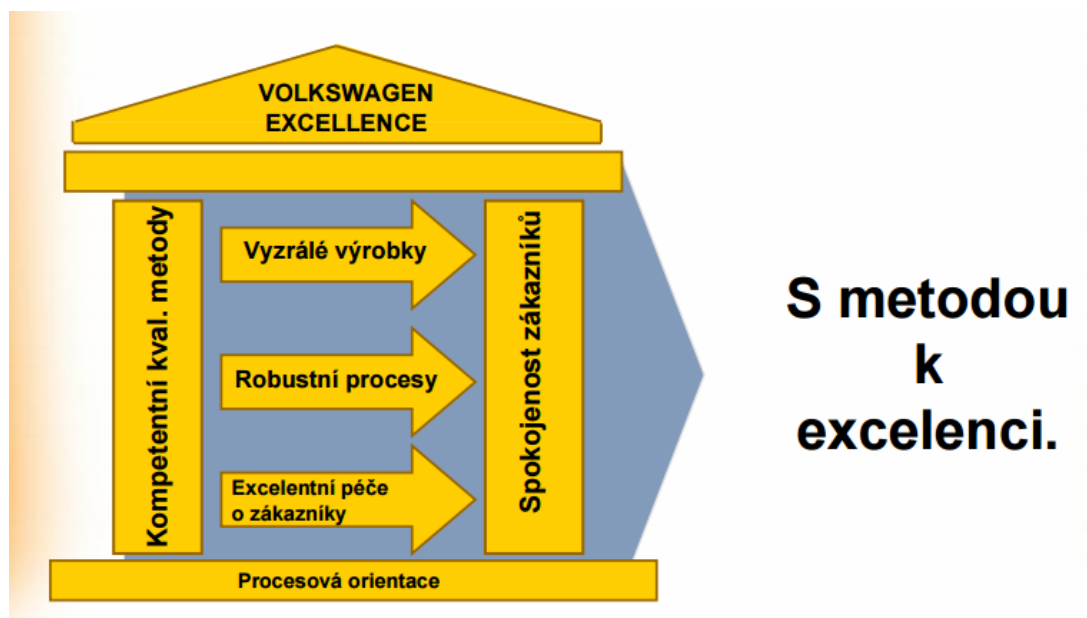 VOLKSWAGEN
EXCELLENCE
Kompetentní kval. metody
Vyzrálé výrobky
Robustní procesy
Excelentní péče
o zákazníky
Spokojenost zákazníků
Procesová orientace
S metodou
k
excelenci.